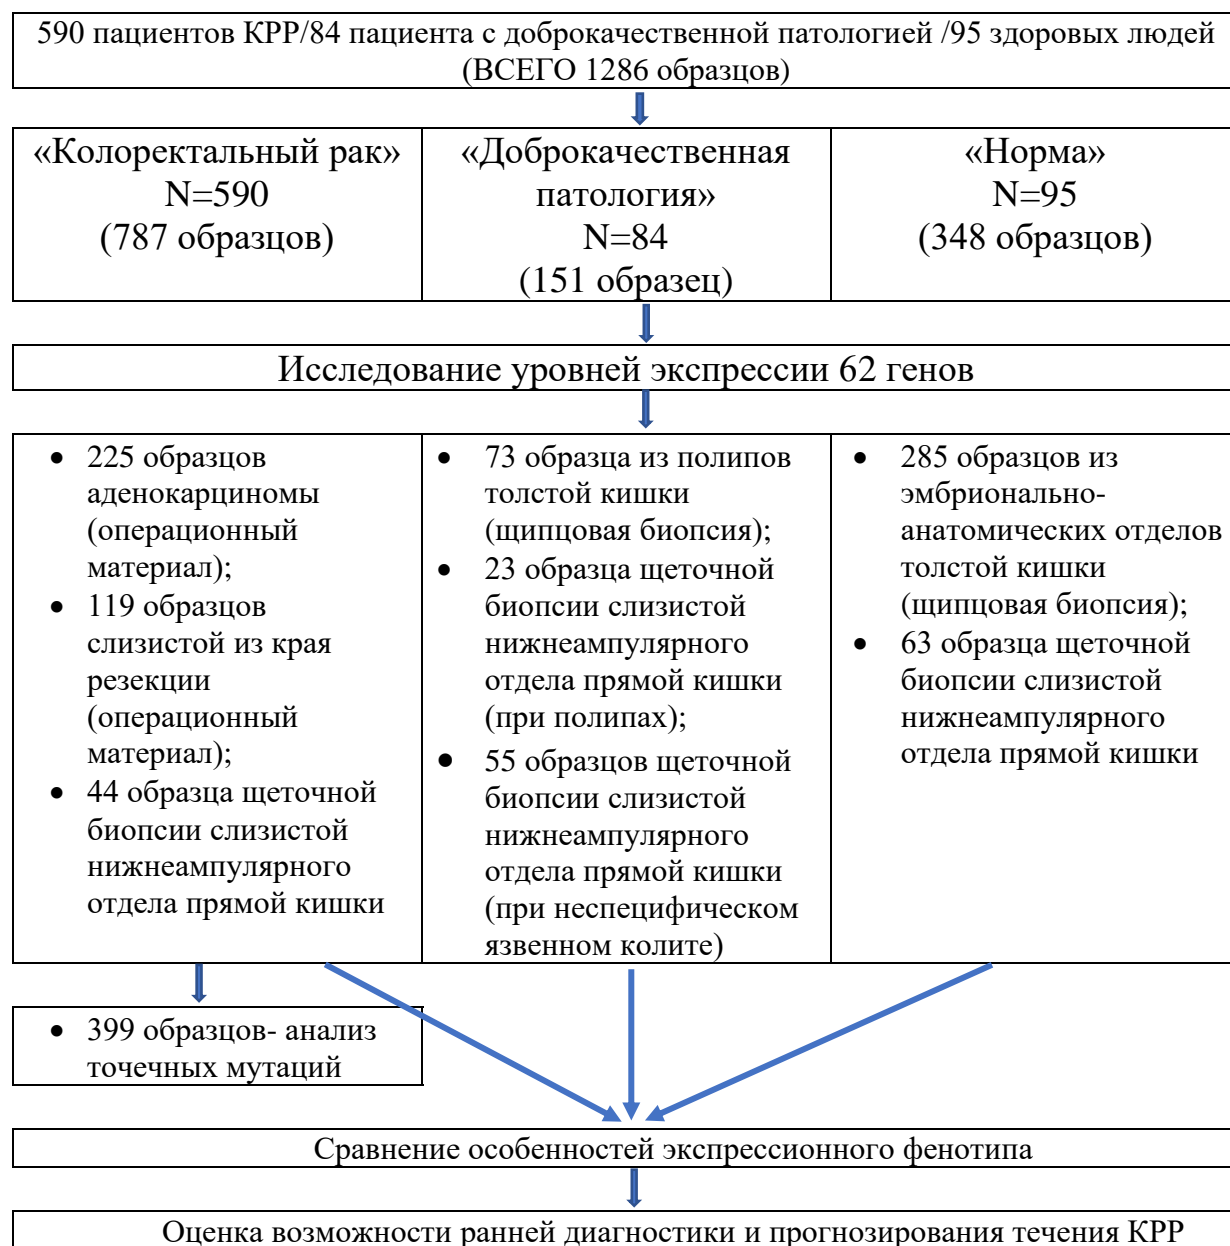 590 пациентов КРР/84 пациента с доброкачественной патологией /95 здоровых людей
(ВСЕГО 1286 образцов)
«Колоректальный рак»
N=590
(787 образцов)
«Доброкачественная
патология»
N=84
(151 образец)
«Норма»
N=95
(348 образцов)
Исследование уровней экспрессии 62 генов
• 225 образцов
аденокарциномы
(операционный
материал);
• 119 образцов
слизистой из края
резекции
(операционный
материал);
• 44 образца щеточной
биопсии слизистой
нижнеампулярного
отдела прямой кишки
• 73 образца из полипов
толстой кишки
(щипцовая биопсия);
• 23 образца щеточной
биопсии слизистой
нижнеампулярного
отдела прямой кишки
(при полипах);
• 55 образцов щеточной
биопсии слизистой
нижнеампулярного
отдела прямой кишки
(при неспецифическом
язвенном колите)
• 285 образцов из
эмбрионально-
анатомических отделов
толстой кишки
(щипцовая биопсия);
• 63 образца щеточной
биопсии слизистой
нижнеампулярного
отдела прямой кишки
• 399 образцов- анализ
точечных мутаций
Сравнение особенностей экспрессионного фенотипа
Оценка возможности ранней диагностики и прогнозирования течения КРР